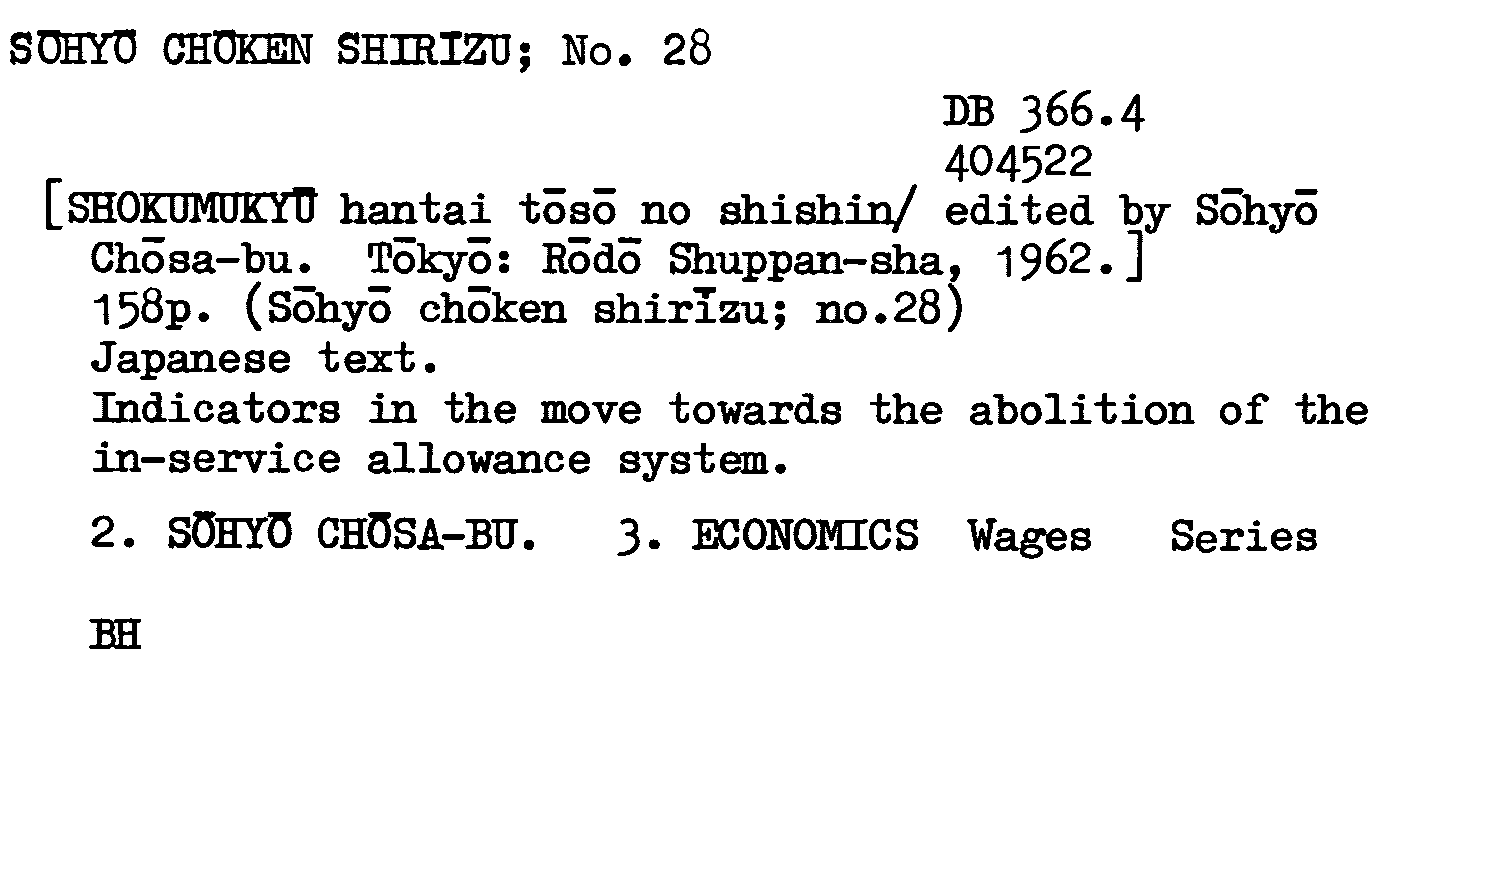 SŌHYŌ CHŌKEN SHIRĪZU; No. 28
DB 366.4
404522
[SHOKUMUKYŪ hantai tōsō no shishin/ edited by Sōhyō
Chōsa-bu. Tōkyō: Rōdō Shuppan-sha, 1962.]
158p. (Sōhyō chōken shirīzu; no.28)
Japanese text.
Indicators in the move towards the abolition of the
in-service allowance system.
2. SŌHYŌ CHŌSA-BU. 3. ECONOMICS Wages Series
BH